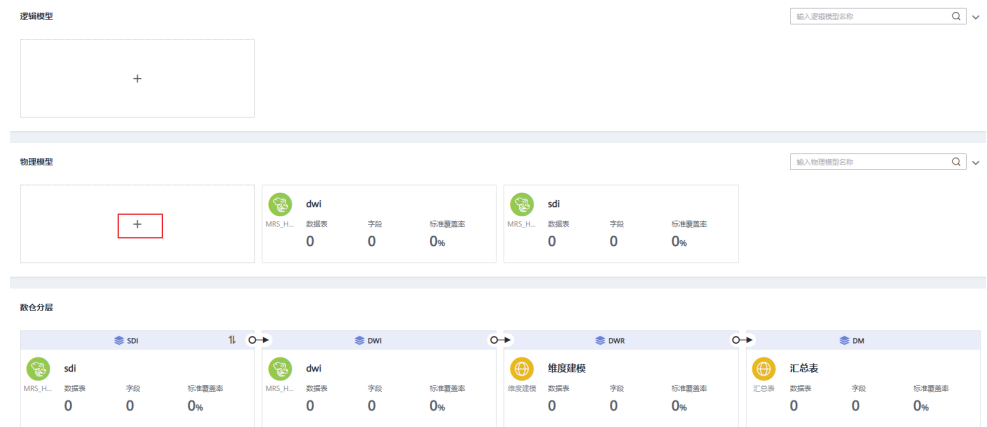 逻辑模型
输入逻辑模型名称
+
物理模型
输入物理模型名称
+
dwi
MRS_H... 数据表 字段 标准覆盖率
0 0 0%
sdi
MRS_H... 数据表 字段 标准覆盖率
0 0 0%
数仓分层
SDI
DWI
DWR
DM
sdi
MRS_H... 数据表 字段 标准覆盖率
0 0 0%
dwi
MRS_H... 数据表 字段 标准覆盖率
0 0 0%
维度建模
维度建模 数据表 字段 标准覆盖率
0 0 0%
汇总表
汇总表 数据表 字段 标准覆盖率
0 0 0%